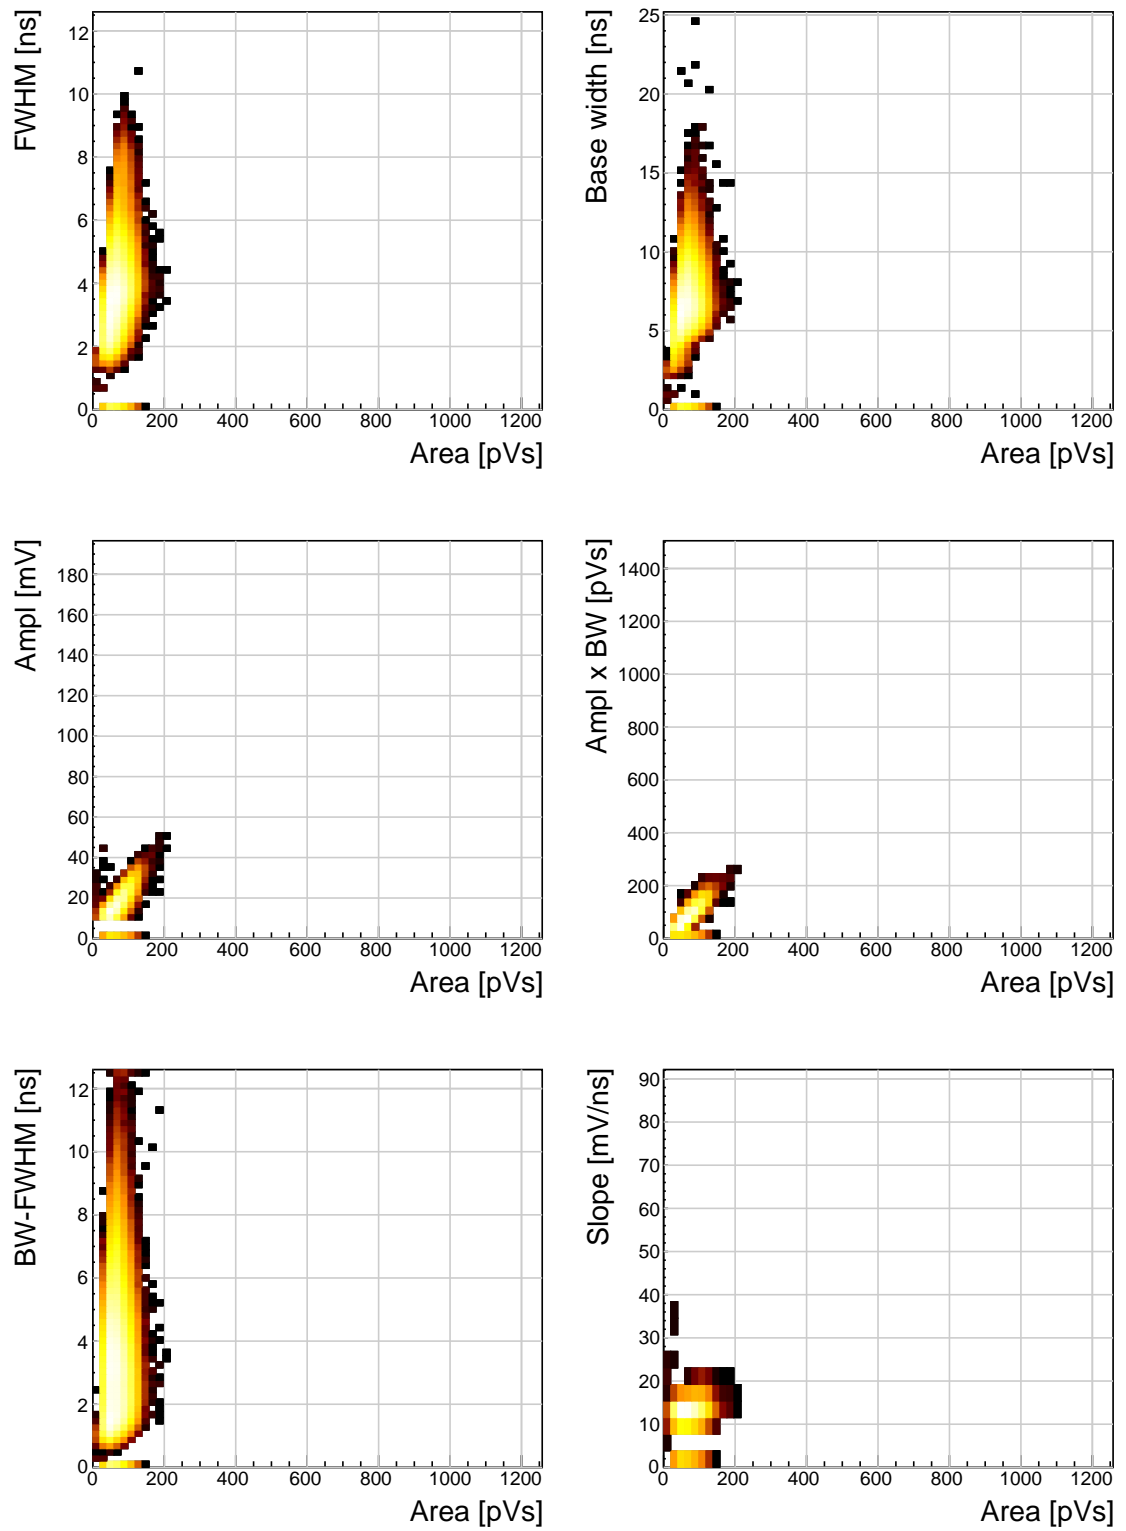 FWHM [ns]
12
10
8
6
4
2
0
0 200 400 600 800 1000 1200
Area [pVs]
Base width [ns]
25
20
15
10
5
0
0 200 400 600 800 1000 1200
Area [pVs]
Ampl [mV]
180
160
140
120
100
80
60
40
20
0
0 200 400 600 800 1000 1200
Area [pVs]
Ampl x BW [pVs]
1400
1200
1000
800
600
400
200
0
0 200 400 600 800 1000 1200
Area [pVs]
BW-FWHM [ns]
12
10
8
6
4
2
0
0 200 400 600 800 1000 1200
Area [pVs]
Slope [mV/ns]
90
80
70
60
50
40
30
20
10
0
0 200 400 600 800 1000 1200
Area [pVs]